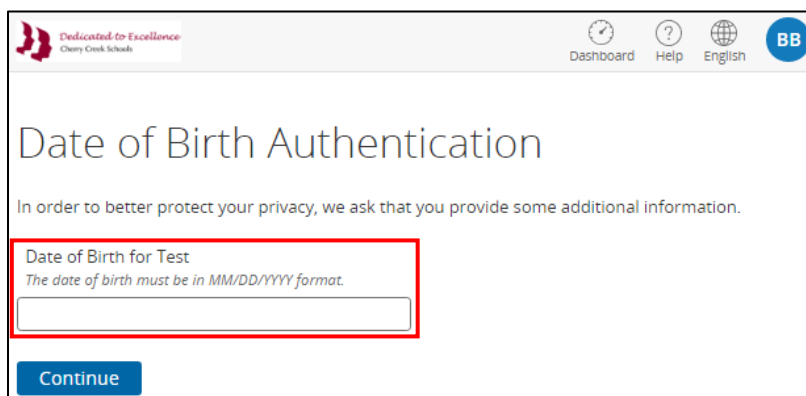 Dedicated to Excellence
Cherry Creek Schools
Dashboard
Help
English
BB
Date of Birth Authentication
In order to better protect your privacy, we ask that you provide some additional information.
Date of Birth for Test
The date of birth must be in MM/DD/YYYY format.
Continue